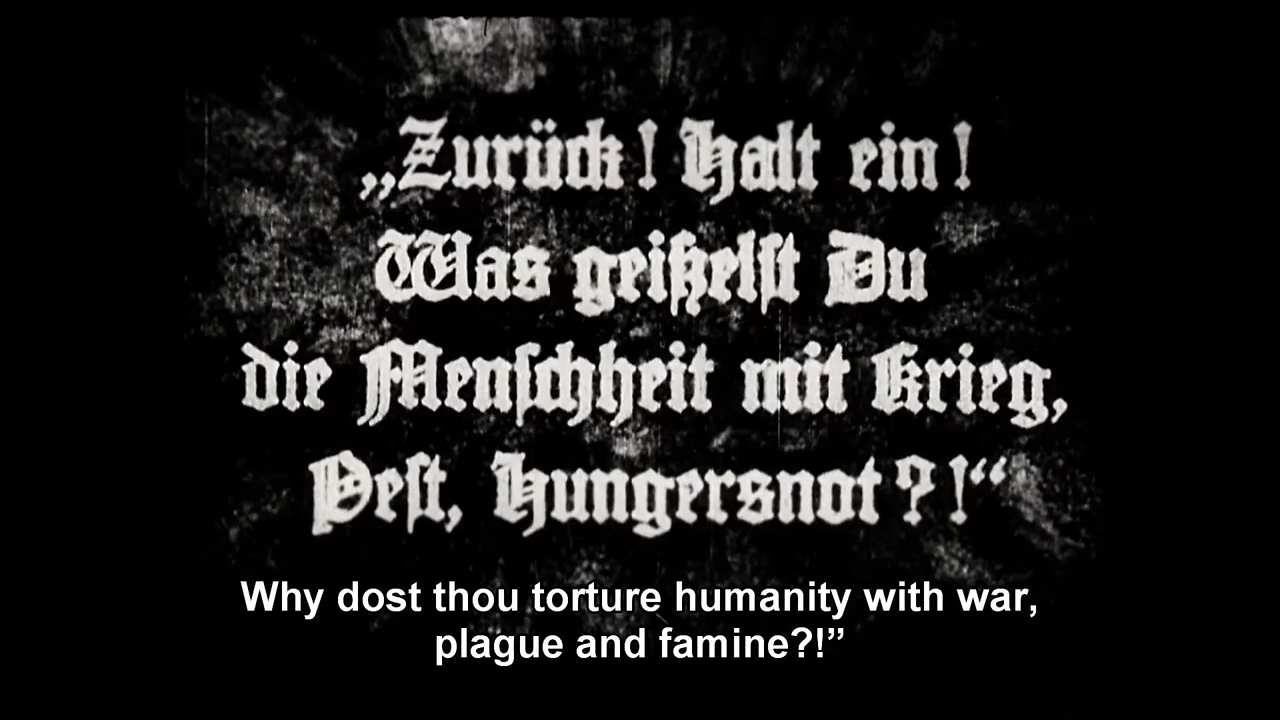 „Zurück! Halt ein!
Was geißelst Du
die Menschheit mit Krieg,
Pest, Hungersnot?!“
Why dost thou torture humanity with war,
plague and famine?!”